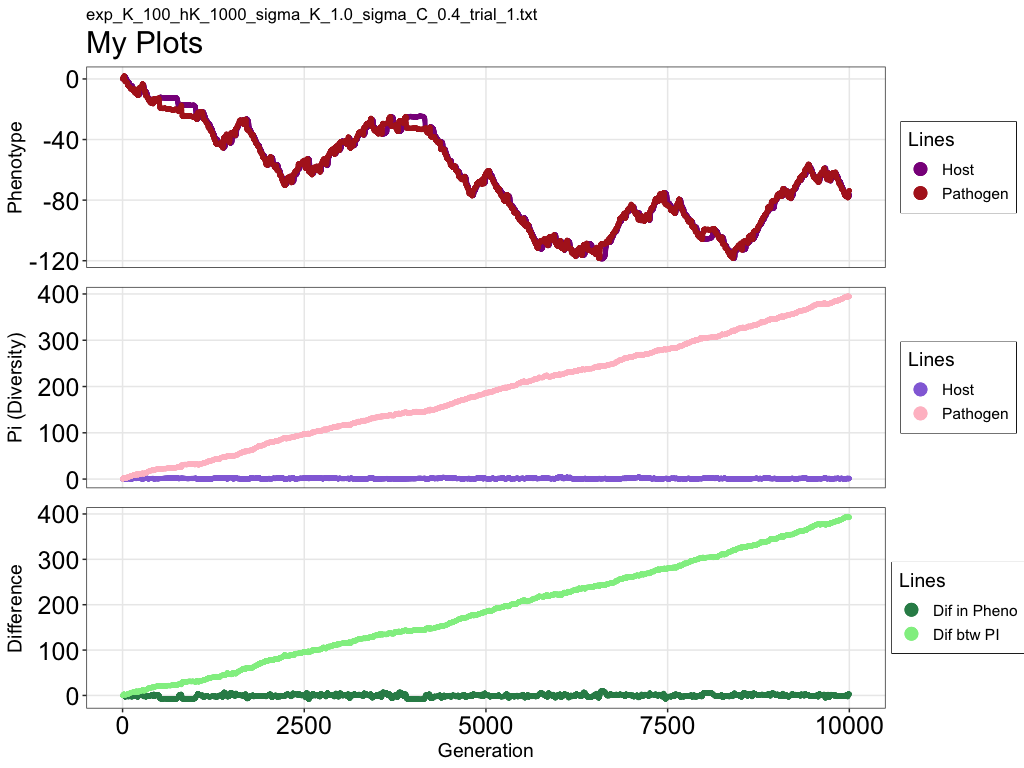 exp_K_100_hK_1000_sigma_K_1.0_sigma_C_0.4_trial_1.txt
My Plots
Phenotype
0
-40
-80
-120
Lines
Host
Pathogen
Pi (Diversity)
400
300
200
100
0
Lines
Host
Pathogen
Difference
400
300
200
100
0
Lines
Dif in Pheno
Dif btw PI
0 2500 5000 7500 10000
Generation